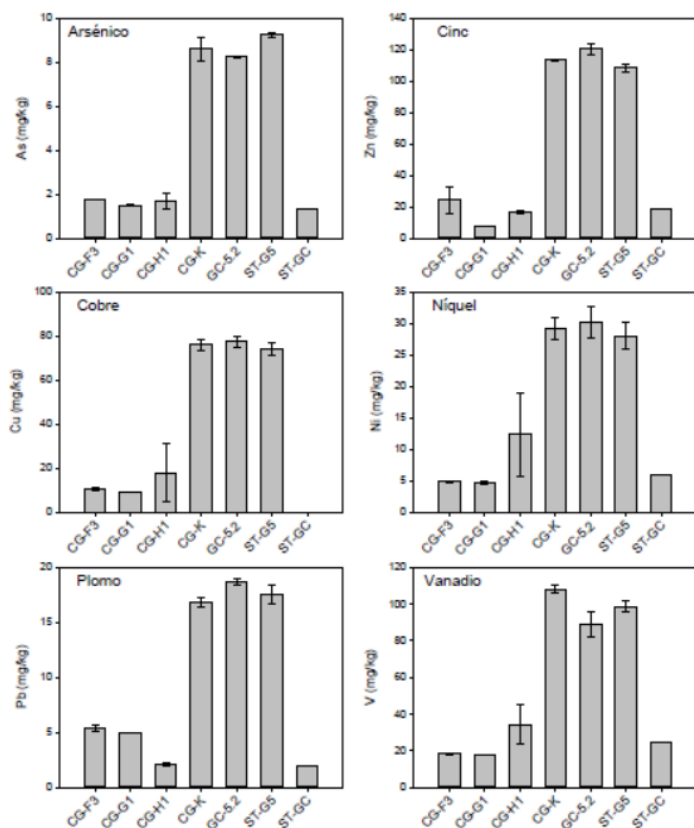 Arsénico
As (mg/kg)
10
8
6
4
2
0
CG-F3
CG-G1
CG-H1
CG-K
GC-5.2
ST-G5
ST-GC
Cinc
Zn (mg/kg)
140
120
100
80
60
40
20
0
CG-F3
CG-G1
CG-H1
CG-K
GC-5.2
ST-G5
ST-GC
Cobre
Cu (mg/kg)
100
80
60
40
20
0
CG-F3
CG-G1
CG-H1
CG-K
GC-5.2
ST-G5
ST-GC
Níquel
Ni (mg/kg)
35
30
25
20
15
10
5
0
CG-F3
CG-G1
CG-H1
CG-K
GC-5.2
ST-G5
ST-GC
Plomo
Pb (mg/kg)
20
15
10
5
0
CG-F3
CG-G1
CG-H1
CG-K
GC-5.2
ST-G5
ST-GC
Vanadio
V (mg/kg)
120
100
80
60
40
20
0
CG-F3
CG-G1
CG-H1
CG-K
GC-5.2
ST-G5
ST-GC